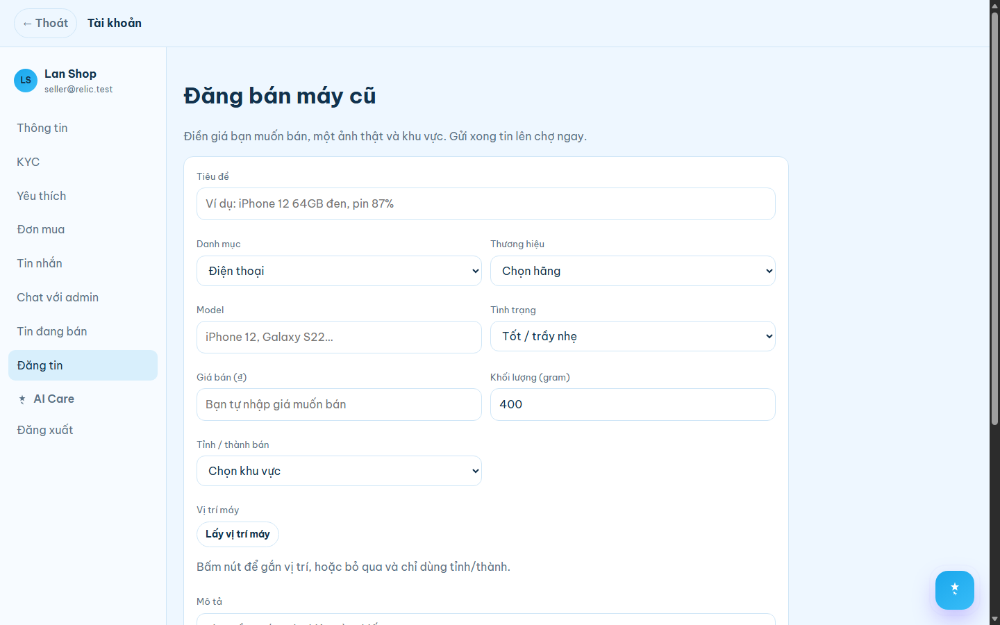 ← Thoát
Tài khoản
LS
Lan Shop
seller@relic.test
Thông tin
KYC
Yêu thích
Đơn mua
Tin nhắn
Chat với admin
Tin đang bán
Đăng tin
AI Care
Đăng xuất
Đăng bán máy cũ
Điền giá bạn muốn bán, một ảnh thật và khu vực. Gửi xong tin lên chợ ngay.
Tiêu đề
Ví dụ: iPhone 12 64GB đen, pin 87%
Danh mục
Thương hiệu
Điện thoại
Chọn hãng
Model
Tình trạng
iPhone 12, Galaxy S22...
Tốt / trầy nhẹ
Giá bán (₫)
Khối lượng (gram)
Bạn tự nhập giá muốn bán
400
Tỉnh / thành bán
Chọn khu vực
Vị trí máy
Lấy vị trí máy
Bấm nút để gắn vị trí, hoặc bỏ qua và chỉ dùng tỉnh/thành.
Mô tả